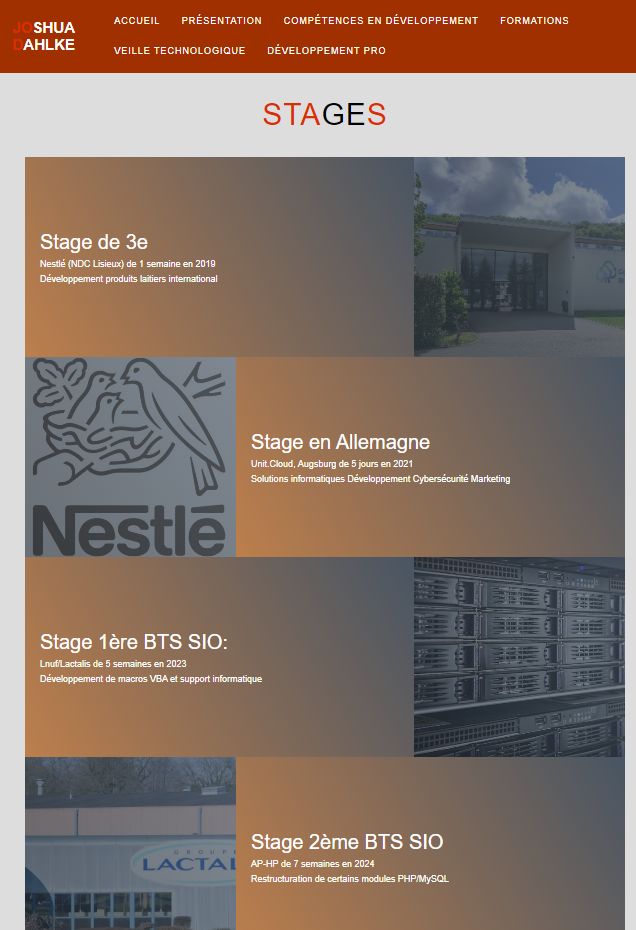 JOSHUA
DAHLKE
ACCUEIL PRÉSENTATION COMPÉTENCES EN DÉVELOPPEMENT FORMATIONS
VEILLE TECHNOLOGIQUE DÉVELOPPEMENT PRO
STAGES
Stage de 3e
Nestlé (NDC Lisieux) de 1 semaine en 2019
Développement produits laitiers international
Nestlé
Stage en Allemagne
Unit.Cloud, Augsburg de 5 jours en 2021
Solutions informatiques Développement Cybersécurité Marketing
Stage 1ère BTS SIO:
Lnuf/Lactalis de 5 semaines en 2023
Développement de macros VBA et support informatique
GROUPE
LACTAL
Stage 2ème BTS SIO
AP-HP de 7 semaines en 2024
Restructuration de certains modules PHP/MySQL